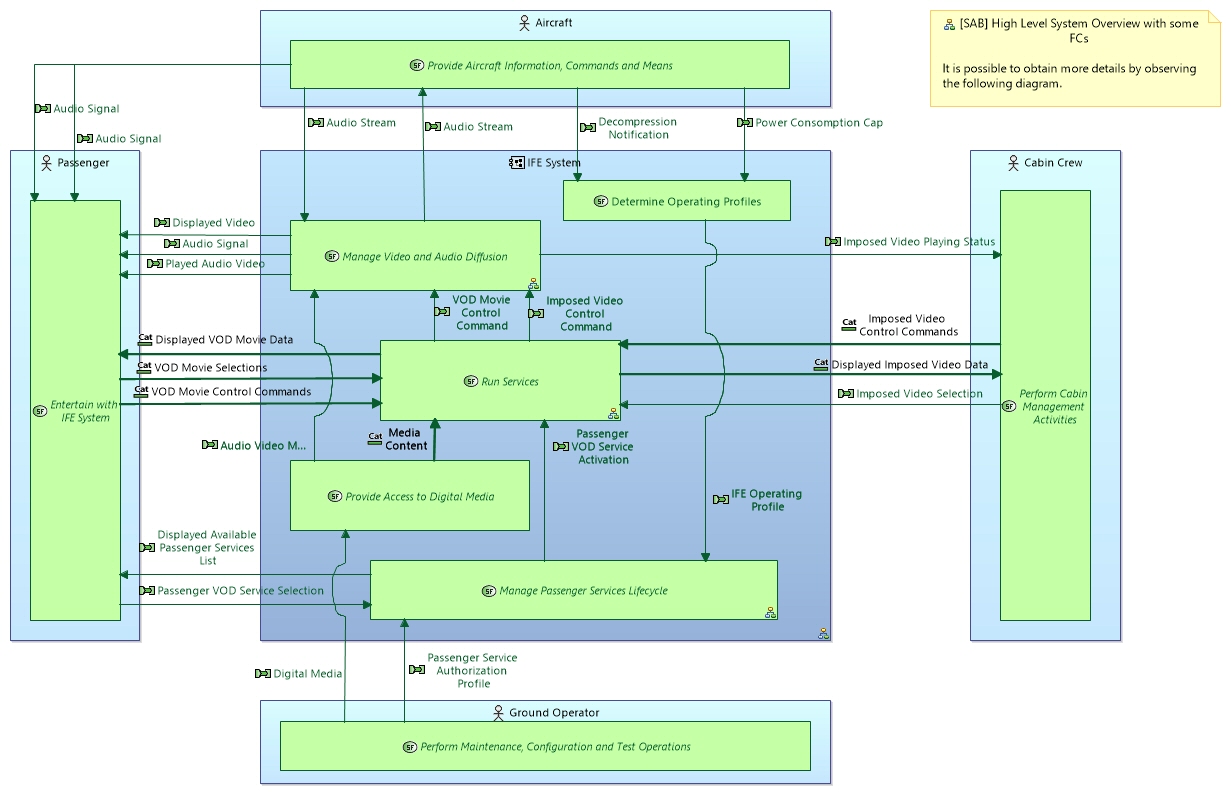 Aircraft
SF Provide Aircraft Information, Commands and Means
[SAB] High Level System Overview with some
FCs
It is possible to obtain more details by observing
the following diagram.
Audio Signal
Audio Signal
Audio Stream
Audio Stream
Decompression
Notification
Power Consomption Cap
Passenger
IFE System
Cabin Crew
SF Determine Operating Profiles
Displayed Video
Audio Signal
Played Audio Video
SF Manage Video and Audio Diffusion
Imposed Video Playing Status
VOD Movie
Control
Command
Imposed Video
Control
Command
Cat Displayed VOD Movie Data
Cat VOD Movie Selections
Cat VOD Movie Control Commands
SF Run Services
Cat Imposed Video
Control Commands
Cat Displayed Imposed Video Data
Imposed Video Selection
SF Entertain with
IFE System
SF Perform Cabin
Management
Activities
Audio Video M...
Cat Media
Content
Passenger
VOD Service
Activation
SF Provide Access to Digital Media
IFE Operating
Profile
Displayed Available
Passenger Services
List
Passenger VOD Service Selection
SF Manage Passenger Services Lifecycle
Digital Media
Passenger Service
Authorization
Profile
Ground Operator
SF Perform Maintenance, Configuration and Test Operations